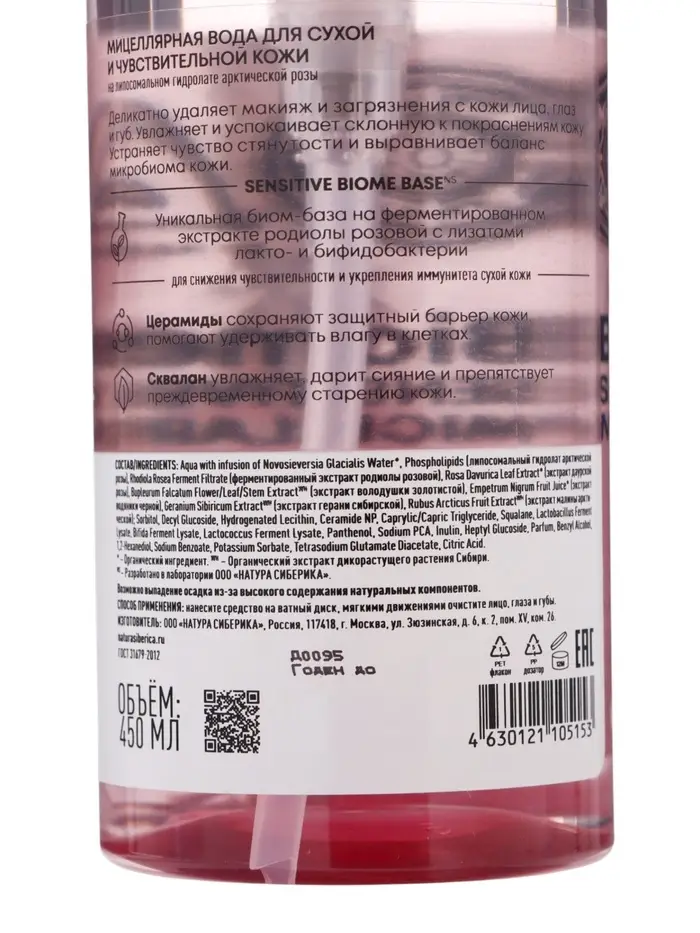 МИЦЕЛЛЯРНАЯ ВОДА ДЛЯ СУХОЙ
И ЧУВСТВИТЕЛЬНОЙ КОЖИ
на липосомальном гидролате арктической розы
Деликатно удаляет макияж и загрязнения с кожи лица, глаз
и губ. Увлажняет и успокаивает склонную к покраснениям кожу
Устраняет чувство стянутости и выравнивает баланс
микробиома кожи.
SENSITIVE BIOME BASE NS
Уникальная биом-база на ферментированном
экстракте родиолы розовой с лизатами
лакто- и бифидобактерии
для снижения чувствительности и укрепления иммунитета сухой кожи
Церамиды сохраняют защитный барьер кожи
помогают удерживать влагу в клетках.
Сквалан увлажняет, дарит сияние и препятствует
преждевременному старению кожи.
СОСТАВ/INGREDIENTS: Aqua with infusion of Novosieversia Glacialis Water*, Phospholipids (липосомальный гидролат арктической
розы), Rhodiola Rosea Ferment Filtrate (ферментированный экстракт родиолы розовой), Rosa Davurica Leaf Extract* (экстракт даурской
розы), Bupleurum Falcatum Flower/Leaf/Stem Extract WH (экстракт володушки золотистой), Empetrum Nigrum Fruit Juice* (экстракт
водяники черной), Geranium Sibiricum Extract WH (экстракт герани сибирской), Rubus Arcticus Fruit Extract WH (экстракт малины аркти-
ческой); Sorbitol, Decyl Glucoside, Hydrogenated Lecithin, Ceramide NP, Caprylic/Capric Triglyceride, Squalane, Lactobacillus Ferment
Lysate, Bifida Ferment Lysate, Lactococcus Ferment Lysate, Panthenol, Sodium PCA, Inulin, Heptyl Glucoside, Parfum, Benzyl Alcohol,
1,2-Hexanediol, Sodium Benzoate, Potassium Sorbate, Tetrasodium Glutamate Diacetate, Citric Acid.
* - Органический ингредиент. WH - Органический экстракт дикорастущего растения Сибири.
NS - Разработано в лаборатории ООО «НАТУРА СИБЕРИКА».
Возможно выпадение осадка из-за высокого содержания натуральных компонентов.
СПОСОБ ПРИМЕНЕНИЯ: нанесите средство на ватный диск, мягкими движениями очистите лицо, глаза и губы.
ИЗГОТОВИТЕЛЬ: ООО «НАТУРА СИБЕРИКА», Россия, 117418, г. Москва, ул. Зюзинская, д. 6, к. 2, пом. XV, ком. 26.
naturasiberica.ru
ГОСТ 31679-2012
Д0095
Годен до
1
PET
флакон
5
PP
дозатор
12M
EAC
ОБЪЁМ:
450 МЛ
4 630121 105153